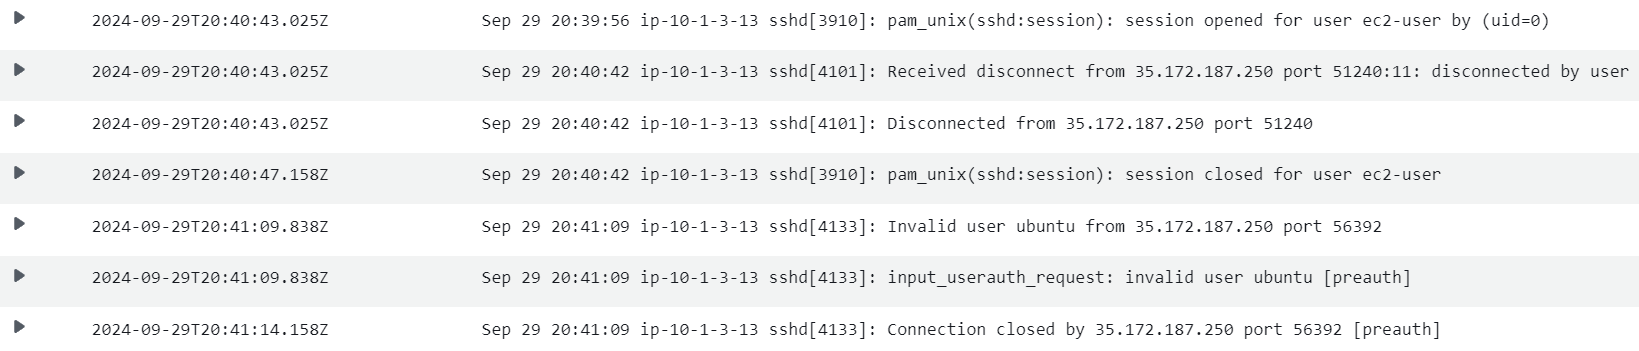 2024-09-29T20:40:43.025Z Sep 29 20:39:56 ip-10-1-3-13 sshd[3910]: pam_unix(sshd:session): session opened for user ec2-user by (uid=0)
2024-09-29T20:40:43.025Z Sep 29 20:40:42 ip-10-1-3-13 sshd[4101]: Received disconnect from 35.172.187.250 port 51240:11: disconnected by user
2024-09-29T20:40:43.025Z Sep 29 20:40:42 ip-10-1-3-13 sshd[4101]: Disconnected from 35.172.187.250 port 51240
2024-09-29T20:40:47.158Z Sep 29 20:40:42 ip-10-1-3-13 sshd[3910]: pam_unix(sshd:session): session closed for user ec2-user
2024-09-29T20:41:09.838Z Sep 29 20:41:09 ip-10-1-3-13 sshd[4133]: Invalid user ubuntu from 35.172.187.250 port 56392
2024-09-29T20:41:09.838Z Sep 29 20:41:09 ip-10-1-3-13 sshd[4133]: input_userauth_request: invalid user ubuntu [preauth]
2024-09-29T20:41:14.158Z Sep 29 20:41:09 ip-10-1-3-13 sshd[4133]: Connection closed by 35.172.187.250 port 56392 [preauth]